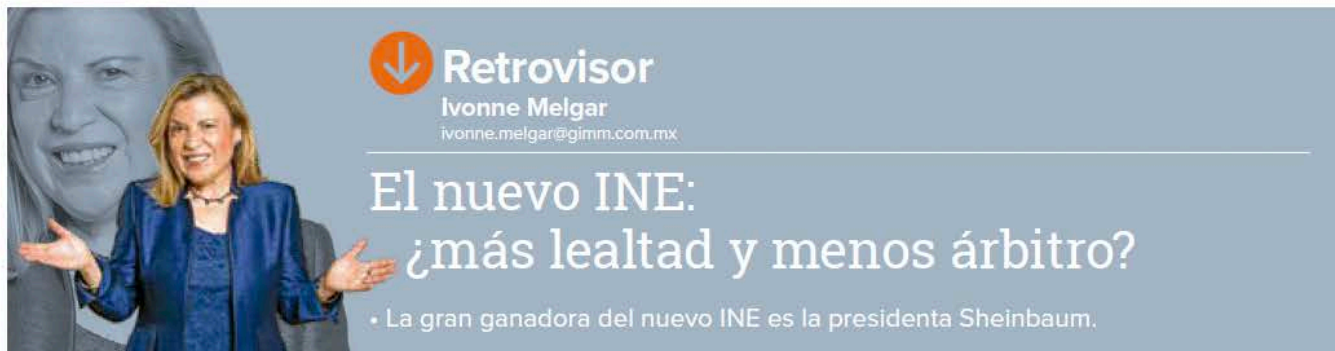 Retrovisor
Ivonne Melgar
ivonne.melgar@gimm.com.mx
El nuevo INE:
¿más lealtad y menos árbitro?
• La gran ganadora del nuevo INE es la presidenta Sheinbaum.